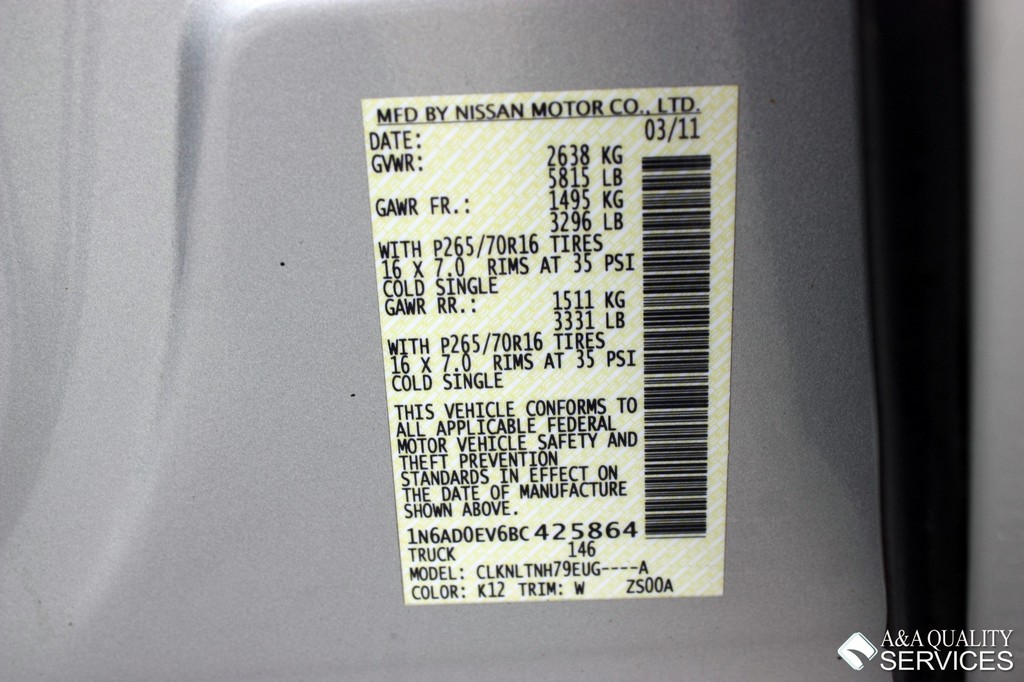 MFD BY NISSAN MOTOR CO., LTD.
DATE: 03/11
GVWR: 2638 KG
5815 LB
GAWR FR.: 1495 KG
3296 LB
WITH P265/70R16 TIRES
16 X 7.0 RIMS AT 35 PSI
COLD SINGLE
GAWR RR.: 1511 KG
3331 LB
WITH P265/70R16 TIRES
16 X 7.0 RIMS AT 35 PSI
COLD SINGLE
THIS VEHICLE CONFORMS TO
ALL APPLICABLE FEDERAL
MOTOR VEHICLE SAFETY AND
THEFT PREVENTION
STANDARDS IN EFFECT ON
THE DATE OF MANUFACTURE
SHOWN ABOVE.
1N6AD0EV6BC425864
TRUCK 146
MODEL: CLKNLTNH79EUG----A
COLOR: K12 TRIM: W ZS00A
A&A QUALITY
SERVICES